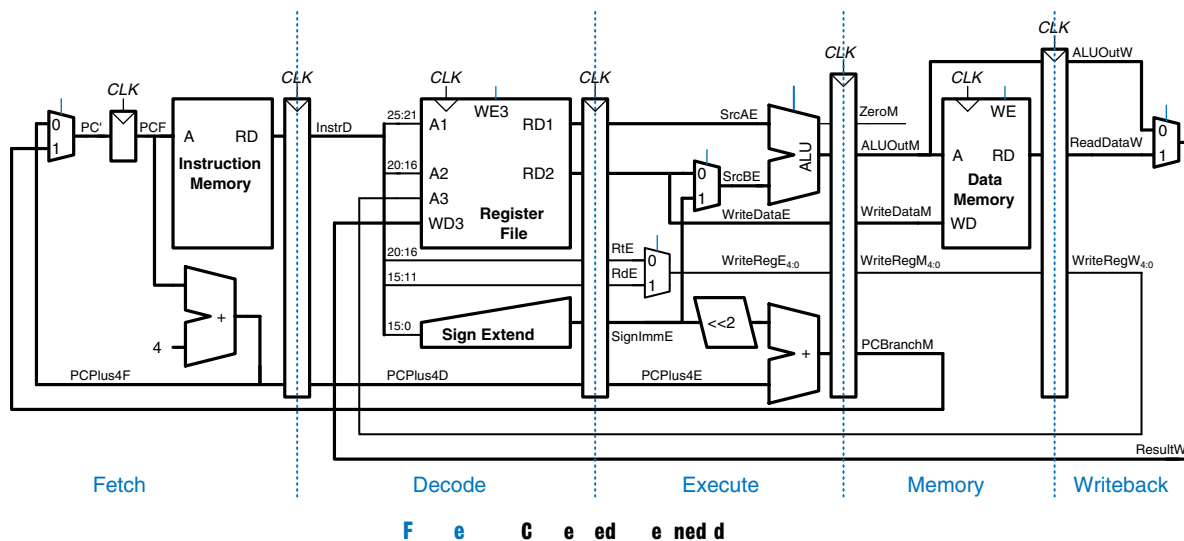 CLK
CLK
CLK CLK CLK CLK CLK
ALUOutW
0 1 PC' PCF
A RD
Instruction Memory
InstrD
25:21 A1 WE3 RD1
20:16 A2 RD2
A3
WD3
Register File
SrcAE
0 1 SrcBE
ALU
ZeroM
ALUOutM
WE
A RD
Data Memory
WD
ReadDataW
0 1
WriteDataE WriteDataM
20:16 RtE 0
15:11 RdE 1
WriteRegE4:0 WriteRegM4:0 WriteRegW4:0
+
4
15:0 Sign Extend SignImmE <<2
+
PCBranchM
PCPlus4F PCPlus4D PCPlus4E
ResultW
Fetch Decode Execute Memory Writeback